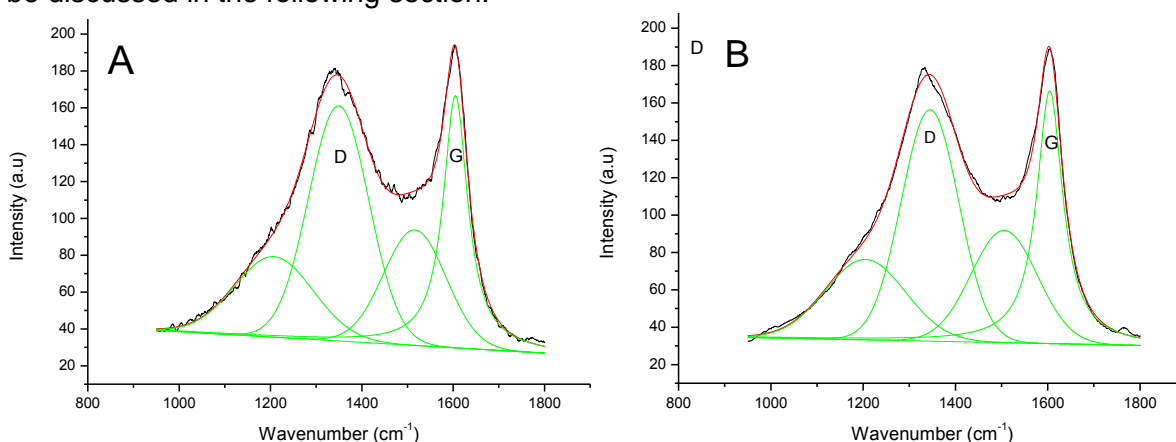 be discussed in the following section.
A
D
G
200
180
160
140
120
100
80
60
40
20
Intensity (a.u)
800 1000 1200 1400 1600 1800
Wavenumber (cm-1)
D B
D
G
200
180
160
140
120
100
80
60
40
20
Intensity (a.u)
800 1000 1200 1400 1600 1800
Wavenumber (cm-1)